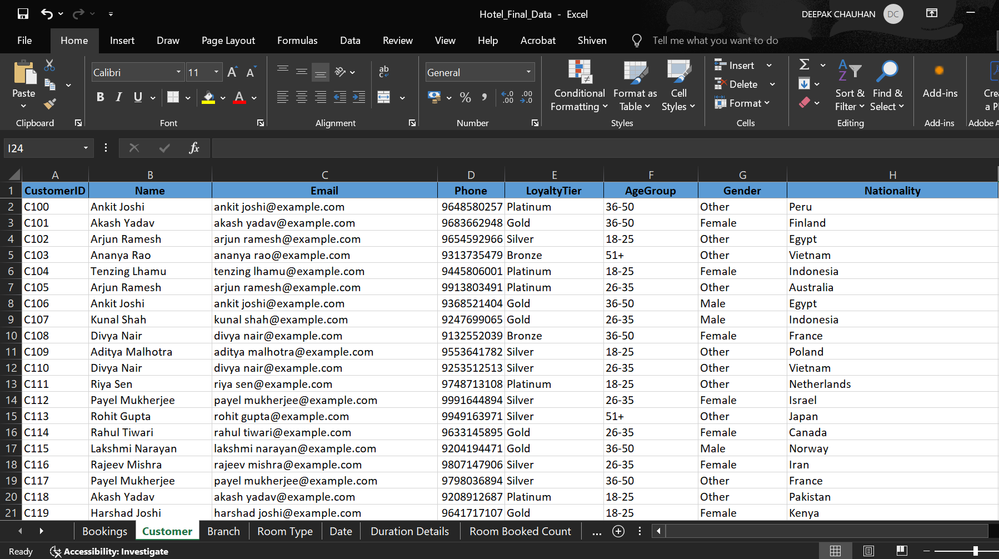 Hotel_Final_Data - Excel
DEEPAK CHAUHAN DC
File Home Insert Draw Page Layout Formulas Data Review View Help Acrobat Shiven Tell me what you want to do
Calibri 11 General
Paste
Conditional Formatting
Format as Table
Cell Styles
Insert
Delete
Format
Sort & Filter
Find & Select
Add-ins
Clipboard Font Alignment Number Styles Cells Editing Add-ins
I24
A B C D E F G H
1 CustomerID Name Email Phone LoyaltyTier AgeGroup Gender Nationality
2 C100 Ankit Joshi ankit joshi@example.com 9648580257 Platinum 36-50 Other Peru
3 C101 Akash Yadav akash yadav@example.com 9683662948 Gold 36-50 Female Finland
4 C102 Arjun Ramesh arjun ramesh@example.com 9654592966 Silver 18-25 Other Egypt
5 C103 Ananya Rao ananya rao@example.com 9313735479 Bronze 51+ Other Vietnam
6 C104 Tenzing Lhamu tenzing lhamu@example.com 9445806001 Platinum 18-25 Female Indonesia
7 C105 Arjun Ramesh arjun ramesh@example.com 9913803491 Platinum 26-35 Other Australia
8 C106 Ankit Joshi ankit joshi@example.com 9368521404 Gold 36-50 Male Egypt
9 C107 Kunal Shah kunal shah@example.com 9247699065 Gold 26-35 Male Indonesia
10 C108 Divya Nair divya nair@example.com 9132552039 Bronze 36-50 Female France
11 C109 Aditya Malhotra aditya malhotra@example.com 9553641782 Silver 18-25 Other Poland
12 C110 Divya Nair divya nair@example.com 9253512513 Silver 26-35 Other Vietnam
13 C111 Riya Sen riya sen@example.com 9748713108 Platinum 18-25 Other Netherlands
14 C112 Payel Mukherjee payel mukherjee@example.com 9991644894 Silver 26-35 Female Israel
15 C113 Rohit Gupta rohit gupta@example.com 9949163971 Silver 51+ Other Japan
16 C114 Rahul Tiwari rahul tiwari@example.com 9633145895 Gold 26-35 Female Canada
17 C115 Lakshmi Narayan lakshmi narayan@example.com 9204194471 Gold 36-50 Male Norway
18 C116 Rajeev Mishra rajeev mishra@example.com 9807147906 Silver 26-35 Female Iran
19 C117 Payel Mukherjee payel mukherjee@example.com 9798036894 Silver 36-50 Other France
20 C118 Akash Yadav akash yadav@example.com 9208912687 Platinum 18-25 Other Pakistan
21 C119 Harshad Joshi harshad joshi@example.com 9641717107 Gold 18-25 Female Kenya
Bookings Customer Branch Room Type Date Duration Details Room Booked Count ...
Ready Accessibility: Investigate